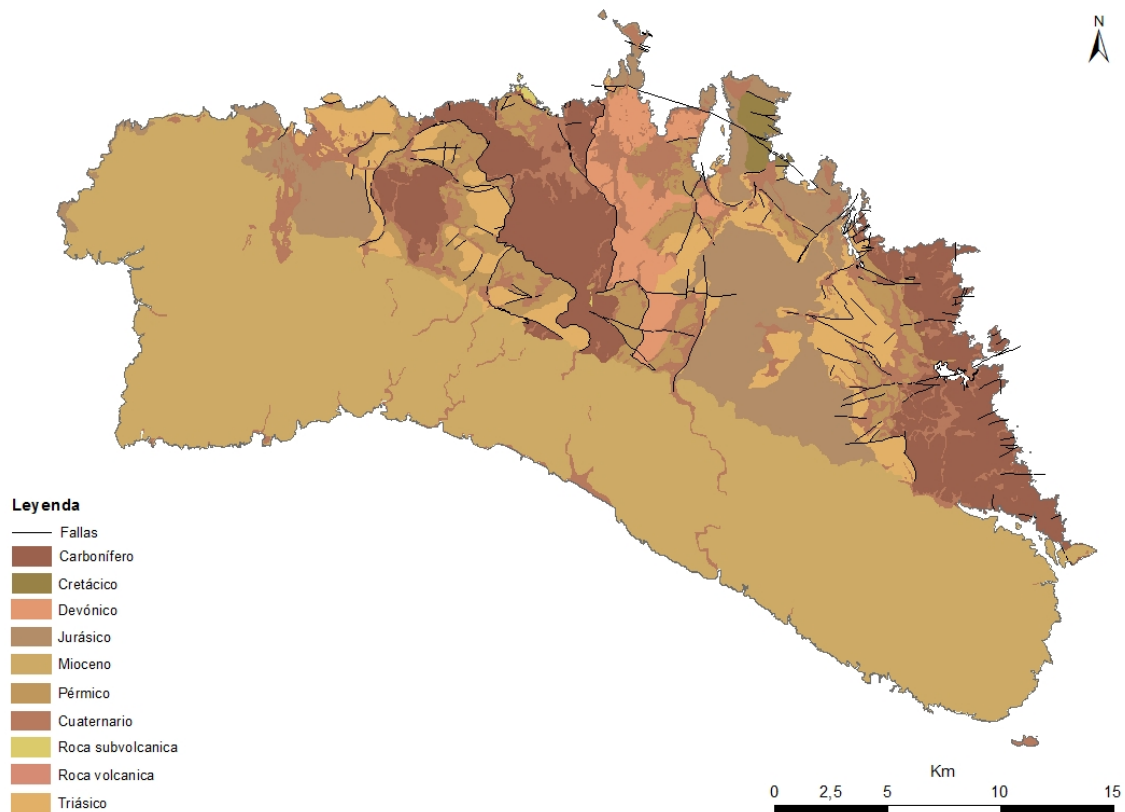 N
Leyenda
Fallas
Carbonífero
Cretácico
Devónico
Jurásico
Mioceno
Pérmico
Cuaternario
Roca subvolcanica
Roca volcanica
Triásico
Km
0 2,5 5 10 15